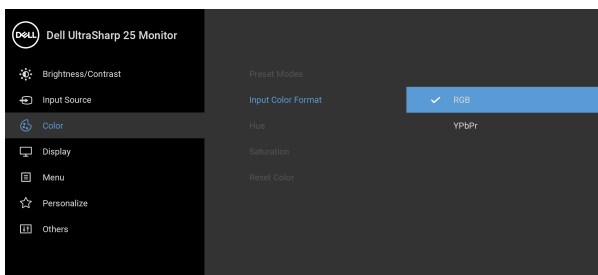 DELL Dell UltraSharp 25 Monitor
Brightness/Contrast Preset Modes
Input Source Input Color Format RGB
Color Hue YPbPr
Display Saturation
Menu Reset Color
Personalize
Others